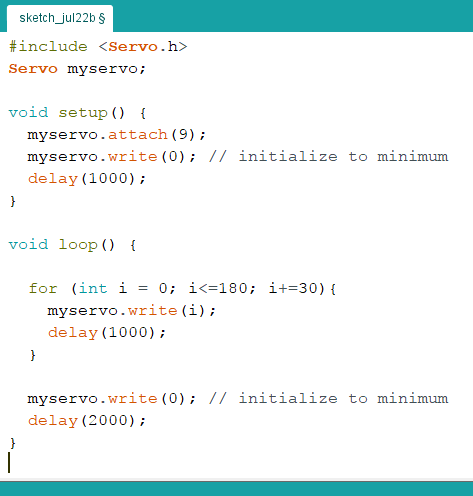 sketch_jul22b §
#include <Servo.h>
Servo myservo;
void setup() {
myservo.attach(9);
myservo.write(0); // initialize to minimum
delay(1000);
}
void loop() {
for (int i = 0; i<=180; i+=30){
myservo.write(i);
delay(1000);
}
myservo.write(0); // initialize to minimum
delay(2000);
}